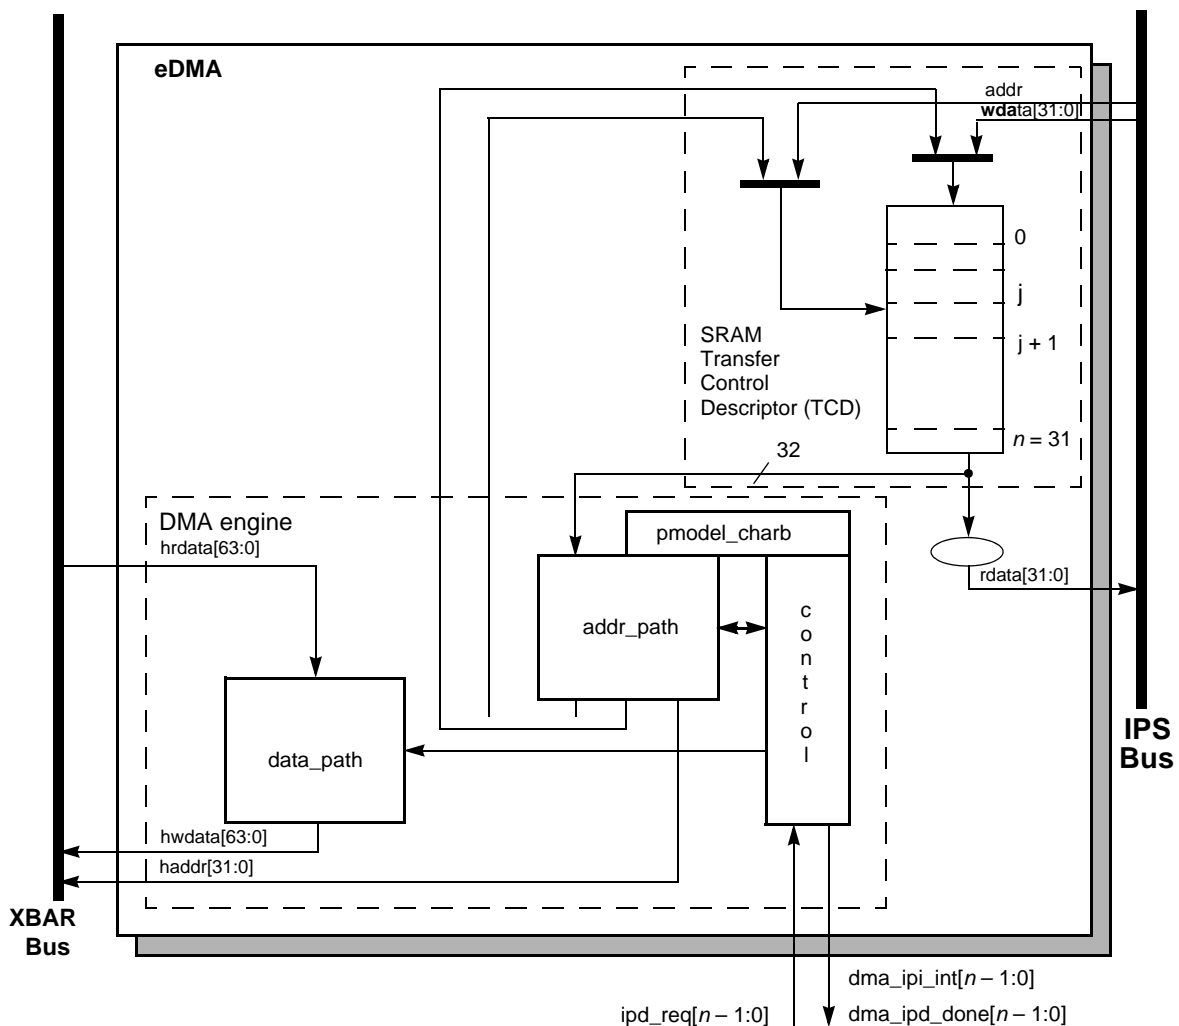 eDMA
addr
wdata[31:0]
0
j
j + 1
n = 31
SRAM
Transfer
Control
Descriptor (TCD)
32
DMA engine
hrdata[63:0]
pmodel_charb
rdata[31:0]
addr_path
control
data_path
IPS
Bus
hwdata[63:0]
haddr[31:0]
XBAR
Bus
dma_ipi_int[n – 1:0]
ipd_req[n – 1:0]
dma_ipd_done[n – 1:0]